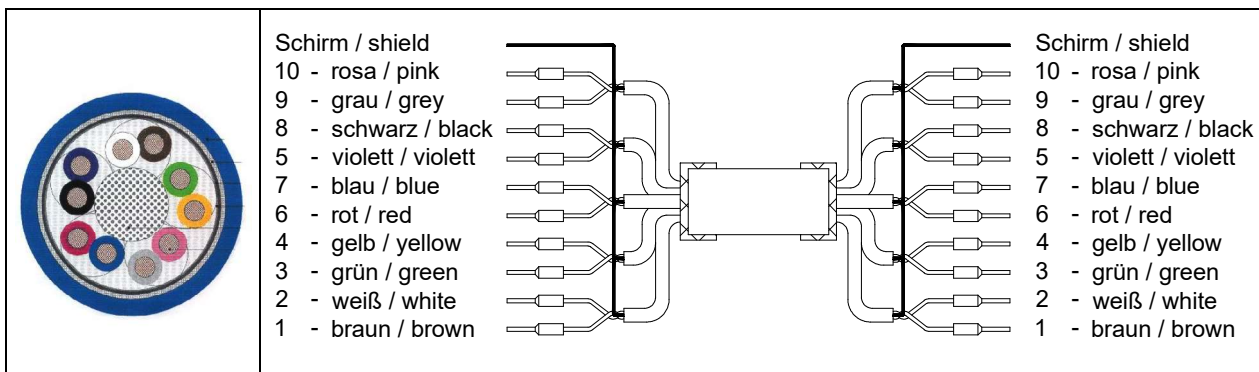 Schirm / shield
10 - rosa / pink
9 - grau / grey
8 - schwarz / black
5 - violett / violett
7 - blau / blue
6 - rot / red
4 - gelb / yellow
3 - grün / green
2 - weiß / white
1 - braun / brown
Schirm / shield
10 - rosa / pink
9 - grau / grey
8 - schwarz / black
5 - violett / violett
7 - blau / blue
6 - rot / red
4 - gelb / yellow
3 - grün / green
2 - weiß / white
1 - braun / brown